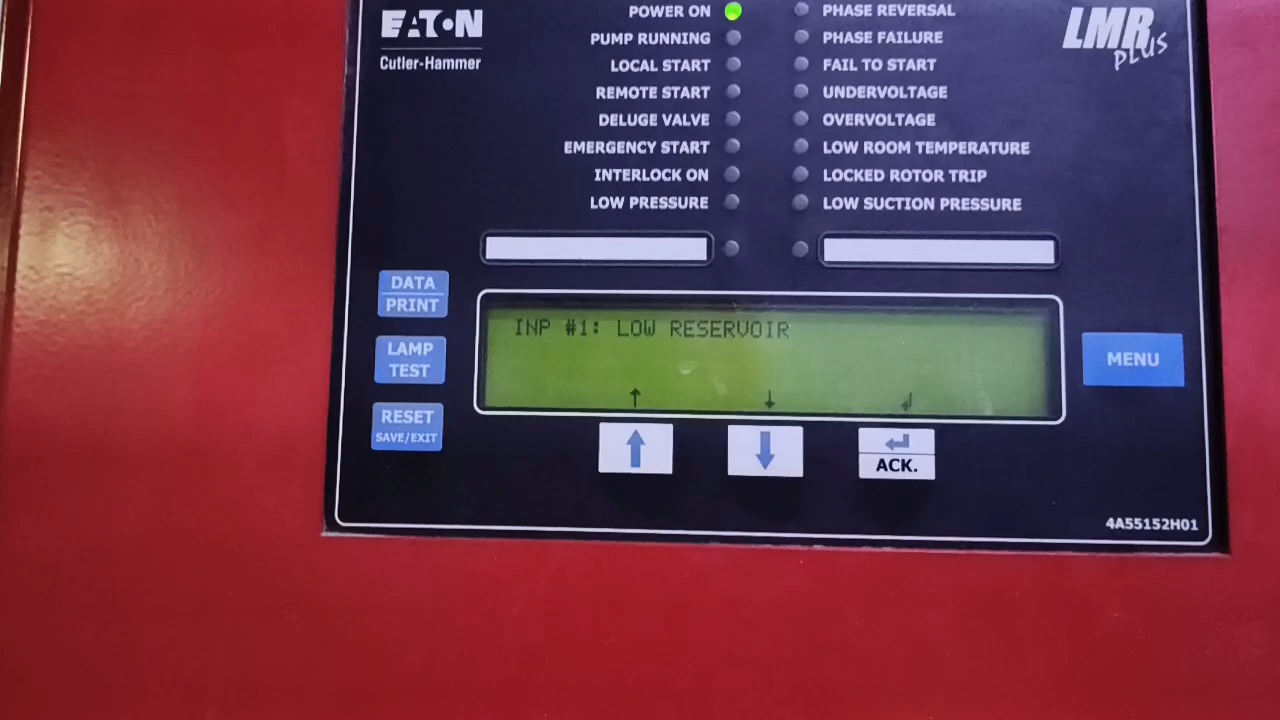 EATON
Cutler-Hammer
LMR
PLUS
POWER ON
PUMP RUNNING
LOCAL START
REMOTE START
DELUGE VALVE
EMERGENCY START
INTERLOCK ON
LOW PRESSURE
PHASE REVERSAL
PHASE FAILURE
FAIL TO START
UNDERVOLTAGE
OVERVOLTAGE
LOW ROOM TEMPERATURE
LOCKED ROTOR TRIP
LOW SUCTION PRESSURE
DATA
PRINT
LAMP
TEST
RESET
SAVE/EXIT
INP #1: LOW RESERVOIR
↑ ↓ ↲
MENU
ACK.
4A55152H01